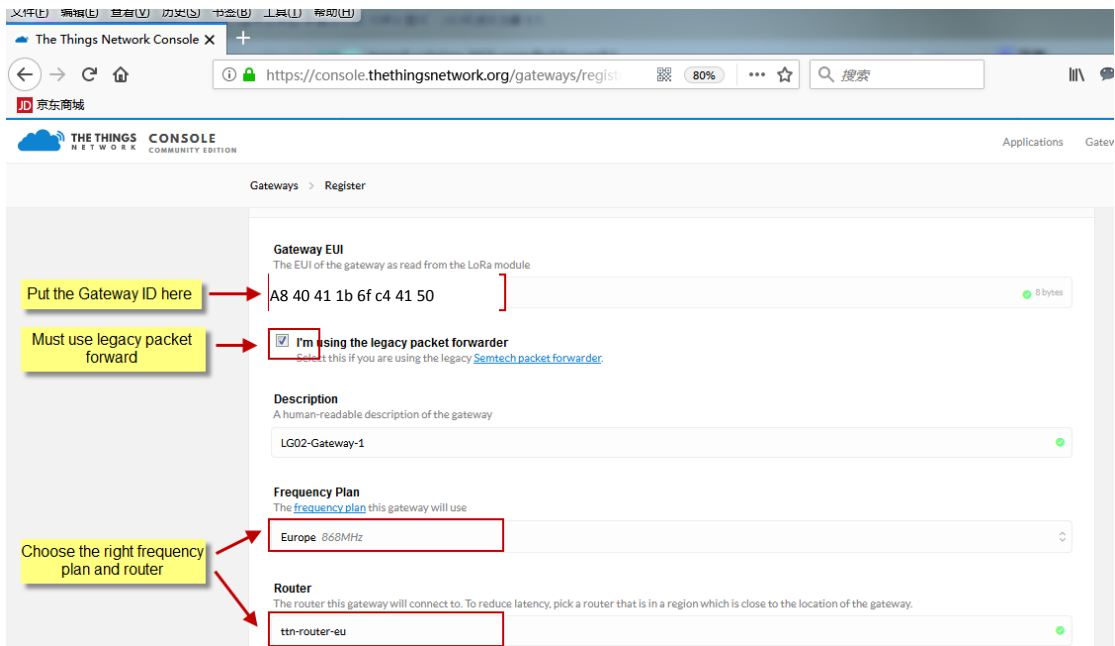 文件(F) 编辑(E) 查看(V) 历史(S) 书签(B) 工具(T) 帮助(H)
The Things Network Console X +
https://console.thethingsnetwork.org/gateways/regist 80% ... 搜索
JD 京东商城
THE THINGS NETWORK CONSOLE COMMUNITY EDITION
Applications Gatew
Gateways > Register
Gateway EUI
The EUI of the gateway as read from the LoRa module
Put the Gateway ID here
A8 40 41 1b 6f c4 41 50
8 bytes
Must use legacy packet
forward
I'm using the legacy packet forwarder
Select this if you are using the legacy Semtech packet forwarder.
Description
A human-readable description of the gateway
LG02-Gateway-1
Frequency Plan
The frequency plan this gateway will use
Europe 868MHz
Choose the right frequency
plan and router
Router
The router this gateway will connect to. To reduce latency, pick a router that is in a region which is close to the location of the gateway.
ttn-router-eu